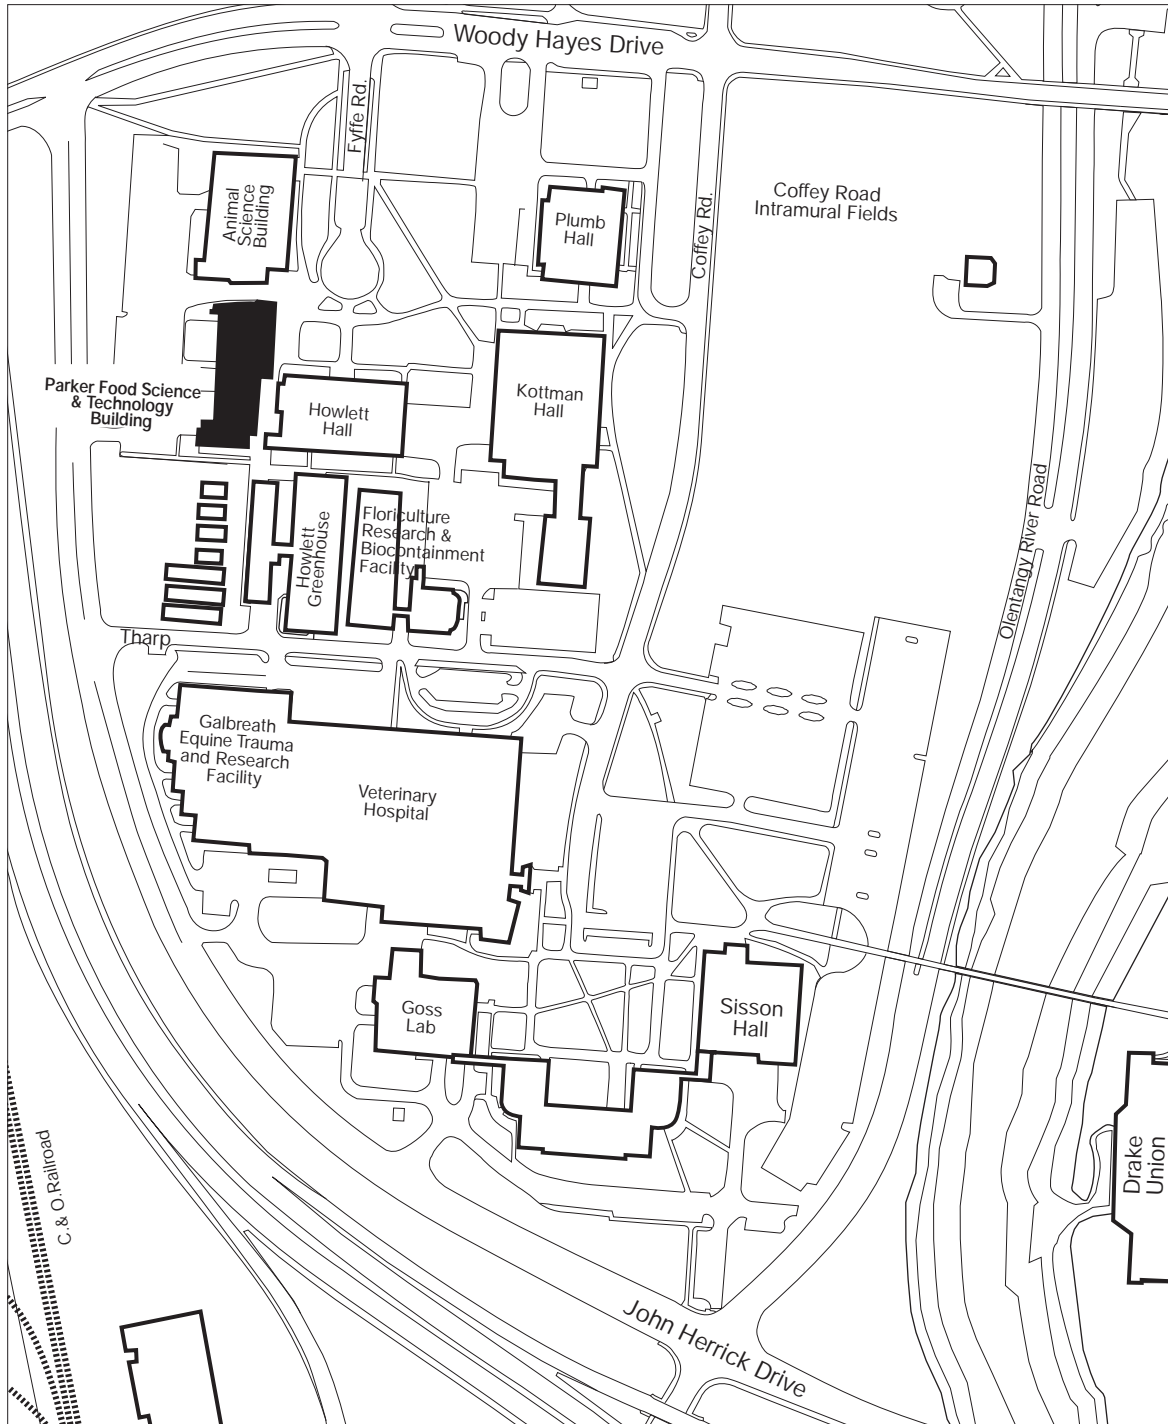 Woody Hayes Drive
Fyffe Rd.
Animal
Science
Building
Plumb
Hall
Coffey Rd.
Coffey Road
Intramural Fields
Parker Food Science
& Technology
Building
Howlett
Hall
Kottman
Hall
Olentangy River Road
Howlett
Greenhouse
Floriculture
Research &
Biocontainment
Facility
Tharp
Galbreath
Equine Trauma
and Research
Facility
Veterinary
Hospital
Goss
Lab
Sisson
Hall
Drake
Union
C.& O.Railroad
John Herrick Drive